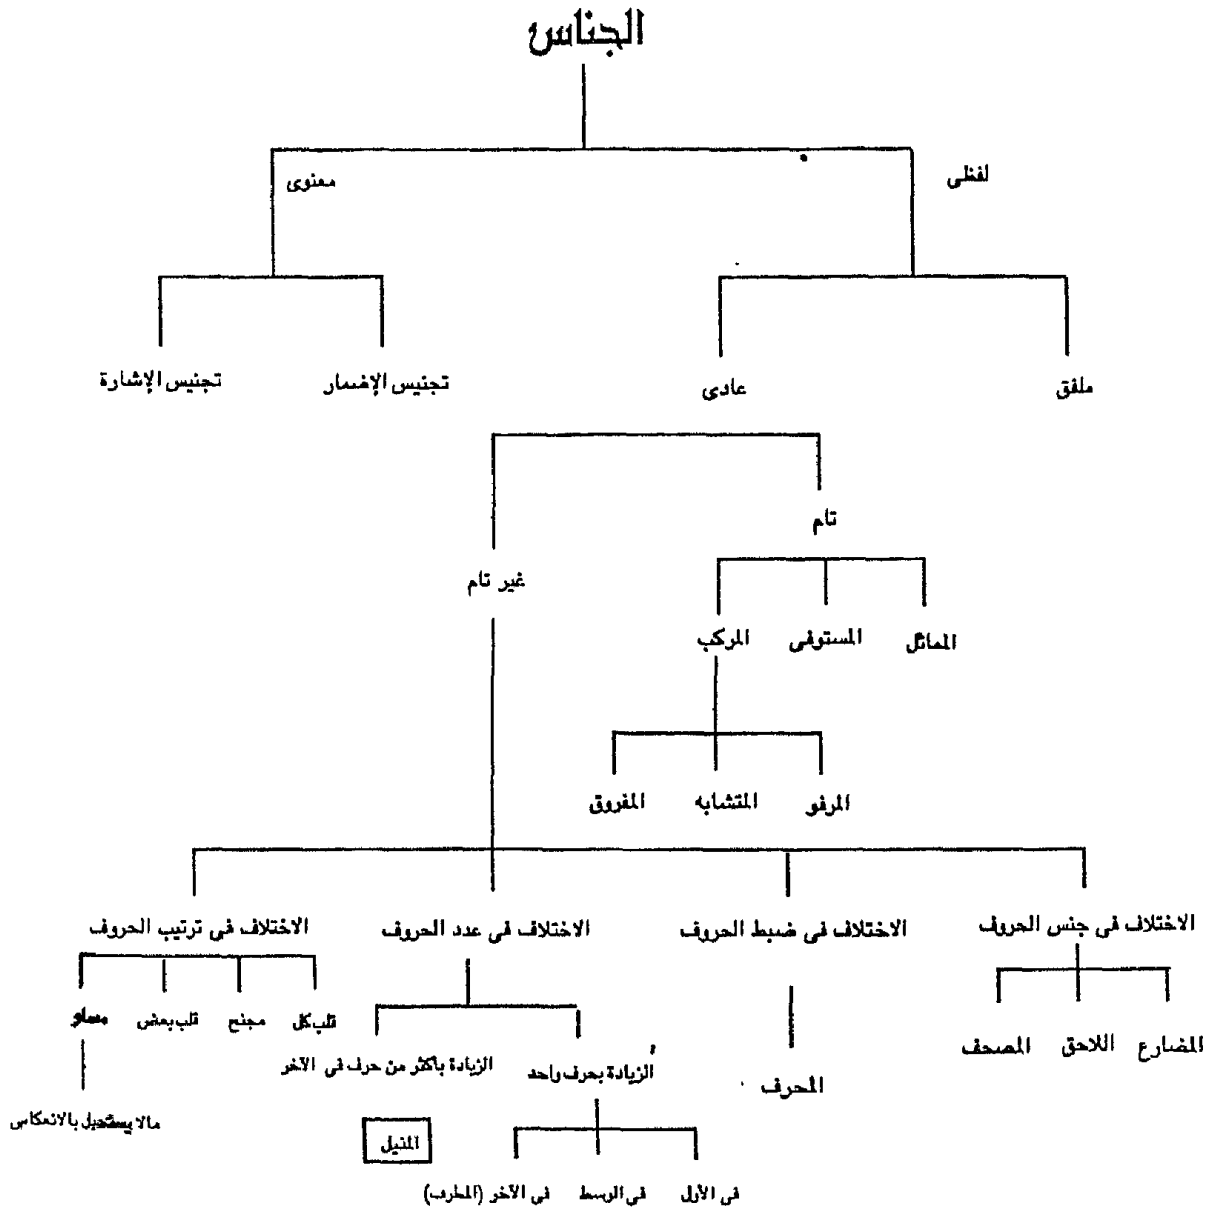 الجناس
لفظى
معنوى
ملفق
عادى
تجنيس الإضمار
تجنيس الإشارة
تام
غير تام
المماثل
المستوفى
المركب
المرفو
المتشابه
المفروق
الاختلاف فى جنس الحروف
الاختلاف فى ضبط الحروف
الاختلاف فى عدد الحروف
الاختلاف فى ترتيب الحروف
المضارع
اللاحق
المصحف
المحرف
الزيادة بحرف واحد
الزيادة بأكثر من حرف فى الآخر
قلب كل
مجنح
قلب بعض
مالا يستحيل بالانعكاس
المذيل
فى الأول
فى الوسط
فى الآخر (المطرف)